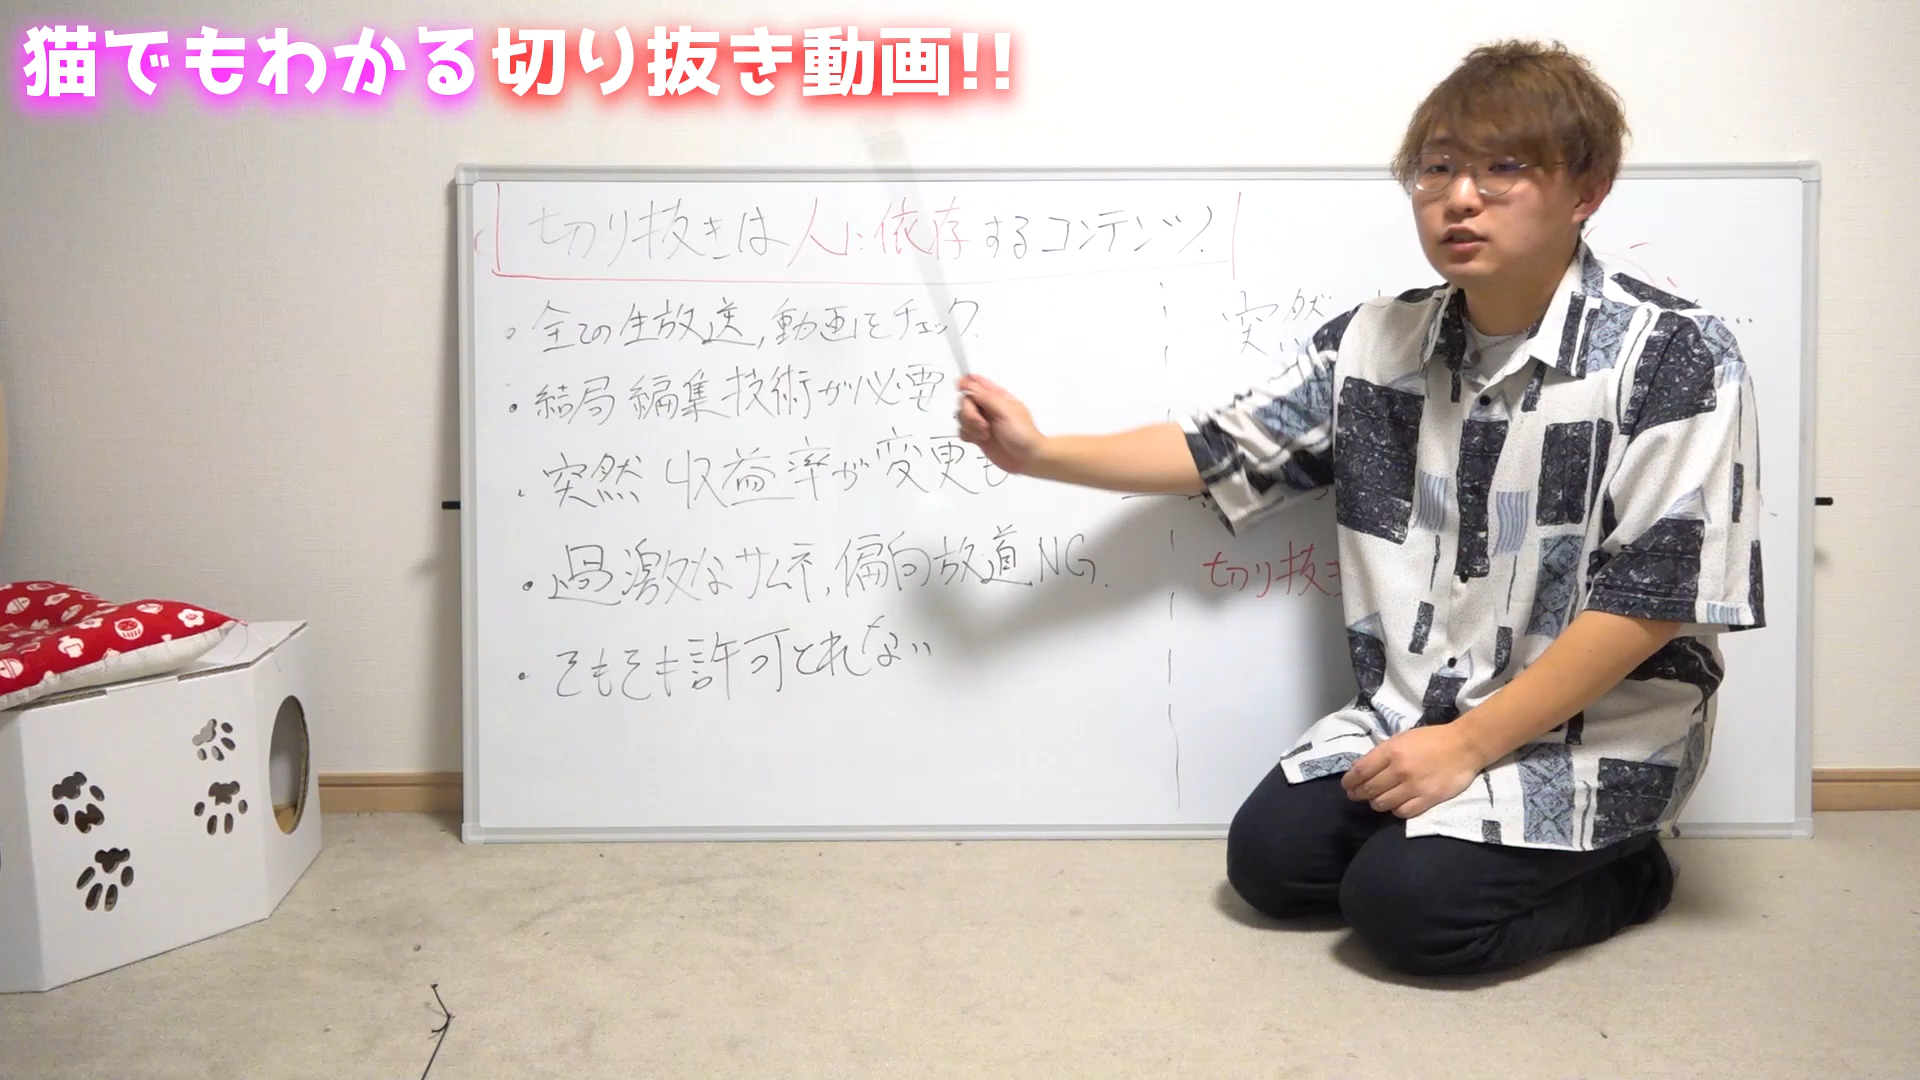 猫でもわかる切り抜き動画!!
切り抜きは人に依存するコンテンツ!
・全ての生放送,動画をチェック.
・結局編集技術が必要
・突然収益率が変更も
・過激なサムネ,偏向放道NG.
・そもそも許可とれない
突然
切り抜き